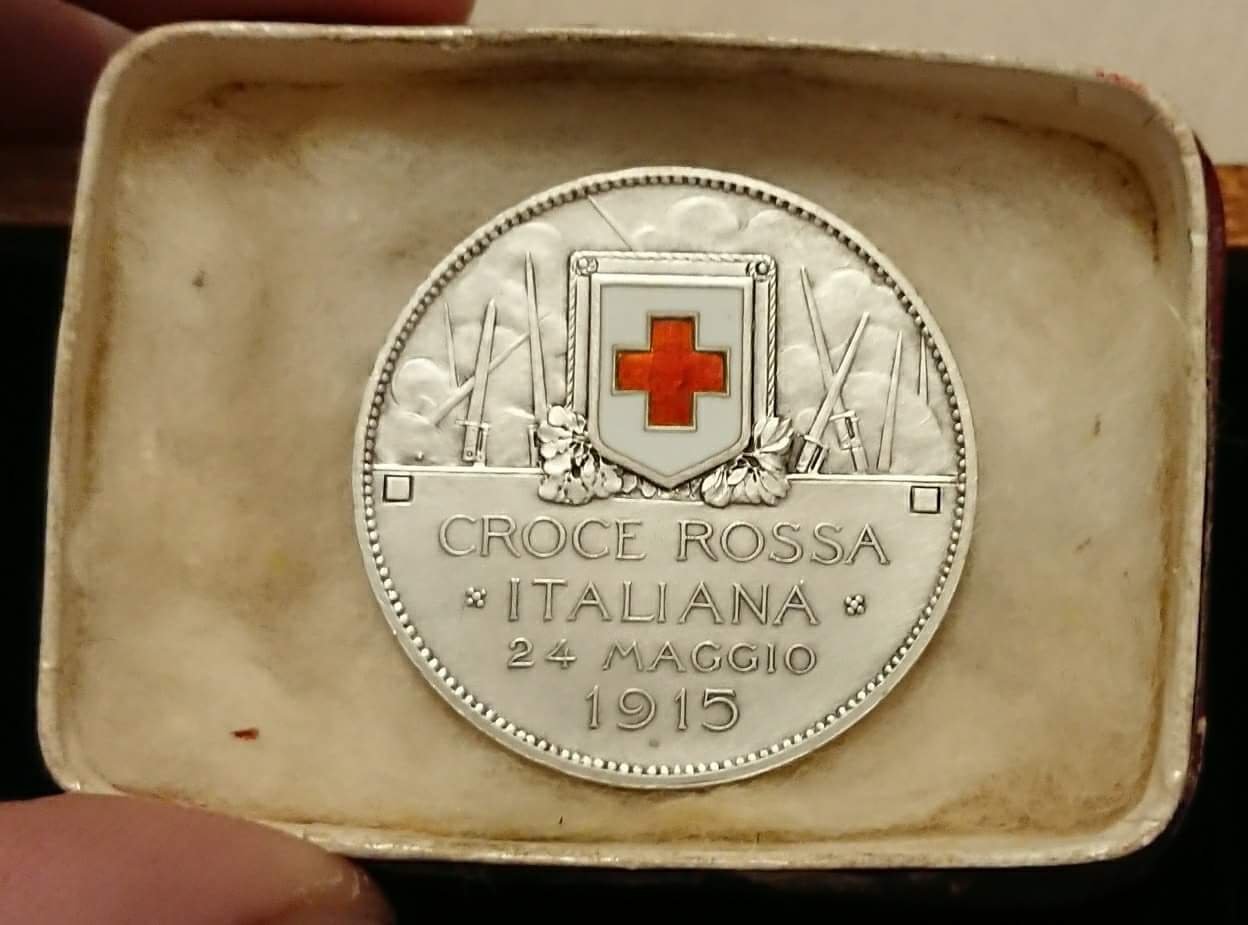 CROCE ROSSA
ITALIANA
24 MAGGIO
1915